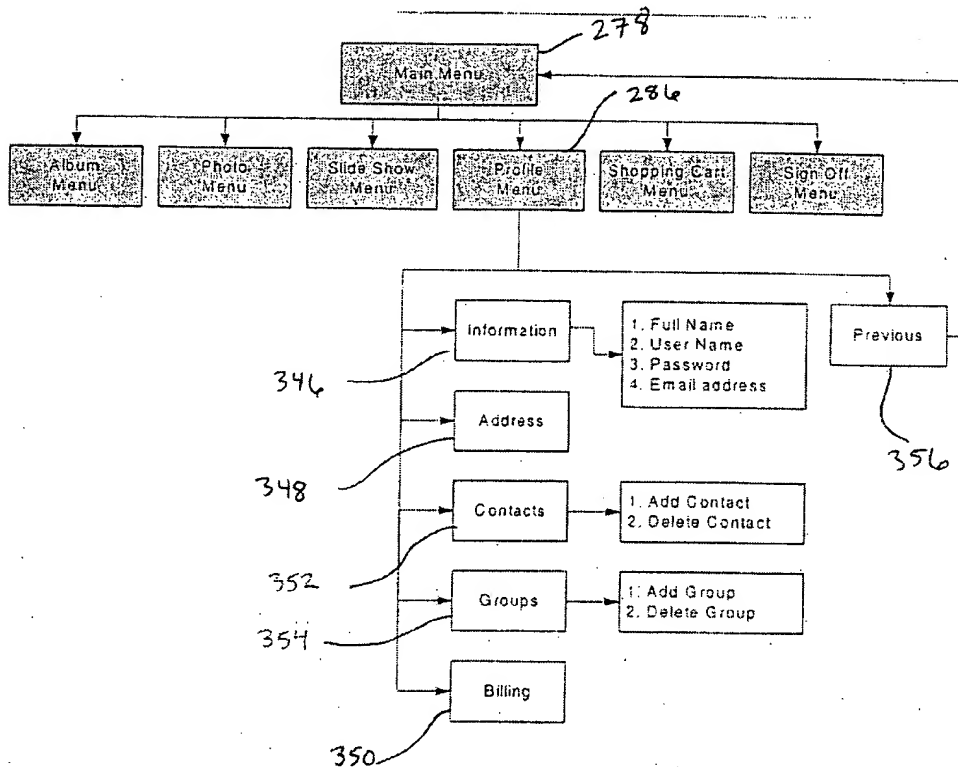 278
Main Menu
286
Album
Menu
Photo
Menu
Slide Show
Menu
Profile
Menu
Shopping Cart
Menu
Sign Off
Menu
Information
346
1. Full Name
2. User Name
3. Password
4. Email address
Previous
356
Address
348
Contacts
352
1. Add Contact
2. Delete Contact
Groups
354
1. Add Group
2. Delete Group
Billing
350